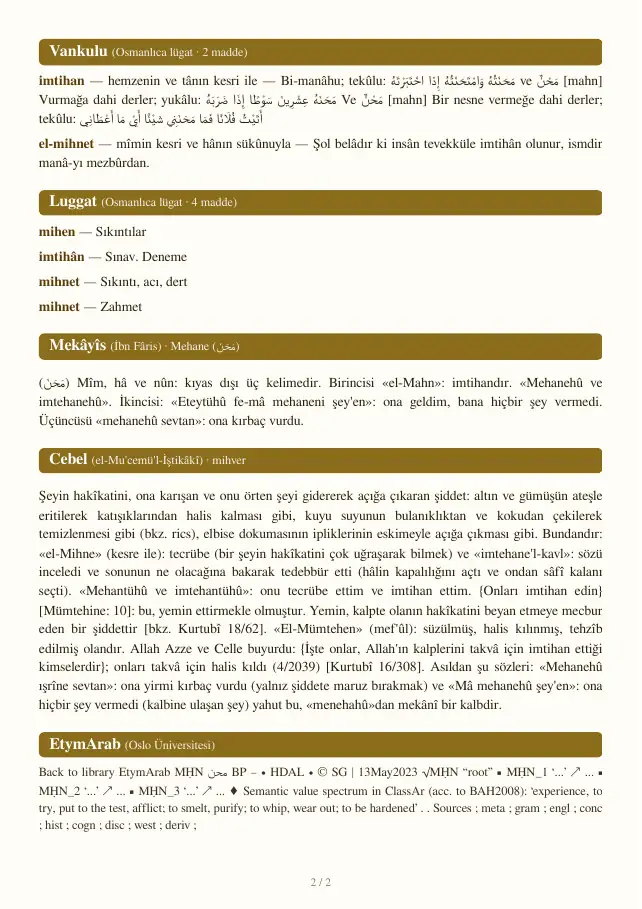 Vankulu (Osmanlıca lügat · 2 madde)
imtihan — hemzenin ve tânın kesri ile — Bi-manâhu; tekûlu: مَحَنْتُهُ وَامْتَحَنْتُهُ إِذَا اخْتَبَرْتَهُ ve مَحْنٌ [mahn]
Vurmağa dahi derler; yukâlu: مَحَنَهُ عِشْرِينَ سَوْطًا إِذَا ضَرَبَهُ Ve مَحْنٌ [mahn] Bir nesne vermeğe dahi derler;
tekûlu: أَتَيْتُ فُلَانًا فَمَا مَحَنَنِي شَيْئًا أَيْ مَا أَعْطَانِي
el-mihnet — mîmin kesri ve hânın sükûnuyla — Şol belâdır ki insân tevekküle imtihân olunur, ismdir
manâ-yı mezbûrdan.
Luggat (Osmanlıca lügat · 4 madde)
mihen — Sıkıntılar
imtihân — Sınav. Deneme
mihnet — Sıkıntı, acı, dert
mihnet — Zahmet
Mekâyîs (İbn Fâris) · Mehane (مَحَنَ)
(مَحَنَ) Mîm, hâ ve nûn: kıyas dışı üç kelimedir. Birincisi «el-Mahn»: imtihandır. «Mehanehû ve
imtehanehû». İkincisi: «Eteytühû fe-mâ mehaneni şey'en»: ona geldim, bana hiçbir şey vermedi.
Üçüncüsü «mehanehû sevtan»: ona kırbaç vurdu.
Cebel (el-Mu'cemü'l-İştikâkî) · mihver
Şeyin hakîkatini, ona karışan ve onu örten şeyi gidererek açığa çıkaran şiddet: altın ve gümüşün ateşle
eritilerek katışıklarından halis kalması gibi, kuyu suyunun bulanıklıktan ve kokudan çekilerek
temizlenmesi gibi (bkz. rics), elbise dokumasının ipliklerinin eskimeyle açığa çıkması gibi. Bundandır:
«el-Mihne» (kesre ile): tecrübe (bir şeyin hakîkatini çok uğraşarak bilmek) ve «imtehane'l-kavl»: sözü
inceledi ve sonunun ne olacağına bakarak tedebbür etti (hâlin kapalılığını açtı ve ondan sâfî kalanı
seçti). «Mehantühû ve imtehantühû»: onu tecrübe ettim ve imtihan ettim. {Onları imtihan edin}
[Mümtehine: 10]: bu, yemin ettirmekle olmuştur. Yemin, kalpte olanın hakîkatini beyan etmeye mecbur
eden bir şiddettir [bkz. Kurtubî 18/62]. «El-Mümtehen» (mef'ûl): süzülmüş, halis kılınmış, tehzîb
edilmiş olandır. Allah Azze ve Celle buyurdu: {İşte onlar, Allah'ın kalplerini takvâ için imtihan ettiği
kimselerdir}; onları takvâ için halis kıldı (4/2039) [Kurtubî 16/308]. Asıldan şu sözleri: «Mehanehû
ışrîne sevtan»: ona yirmi kırbaç vurdu (yalnız şiddete maruz bırakmak) ve «Mâ mehanehû şey'en»: ona
hiçbir şey vermedi (kalbine ulaşan şey) yahut bu, «menehahû»dan mekânî bir kalbdir.
EtymArab (Oslo Üniversitesi)
Back to library EtymArab MḤN محن BP – • HDAL • © SG | 13May2023 √MḤN “root” ▪ MḤN_1 ‘...’ ↗ ... ▪
MḤN_2 ‘...’ ↗ ... ▪ MḤN_3 ‘...’ ↗ ... ♦ Semantic value spectrum in ClassAr (acc. to BAH2008): ‘experience, to
try, put to the test, afflict; to smelt, purify; to whip, wear out; to be hardened’ . . Sources ; meta ; gram ; engl ; conc
; hist ; cogn ; disc ; west ; deriv ;
2 / 2